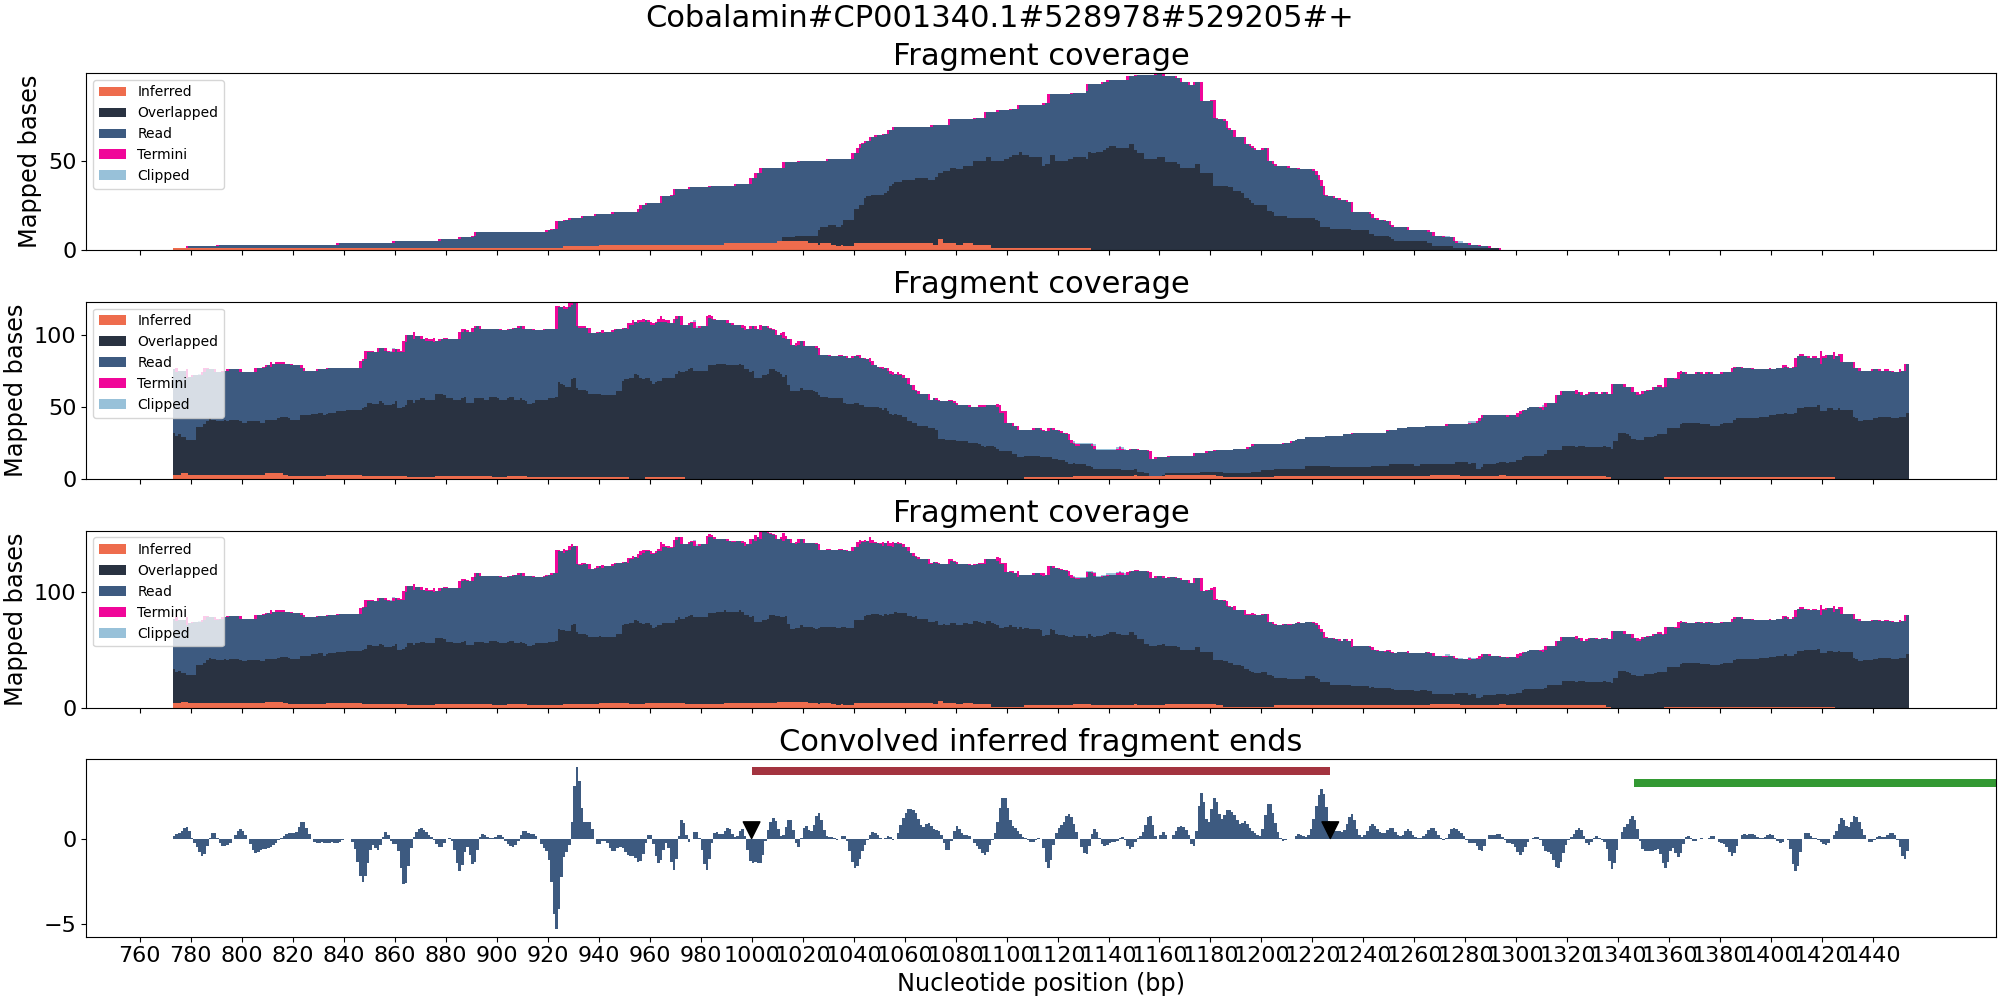 Cobalamin#CP001340.1#528978#529205#+
Fragment coverage
Mapped bases
50
0
Inferred
Overlapped
Read
Termini
Clipped
Fragment coverage
Mapped bases
100
50
0
Inferred
Overlapped
Read
Termini
Clipped
Fragment coverage
Mapped bases
100
0
Inferred
Overlapped
Read
Termini
Clipped
Convolved inferred fragment ends
0
−5
760 780 800 820 840 860 880 900 920 940 960 980 1000 1020 1040 1060 1080 1100 1120 1140 1160 1180 1200 1220 1240 1260 1280 1300 1320 1340 1360 1380 1400 1420 1440
Nucleotide position (bp)